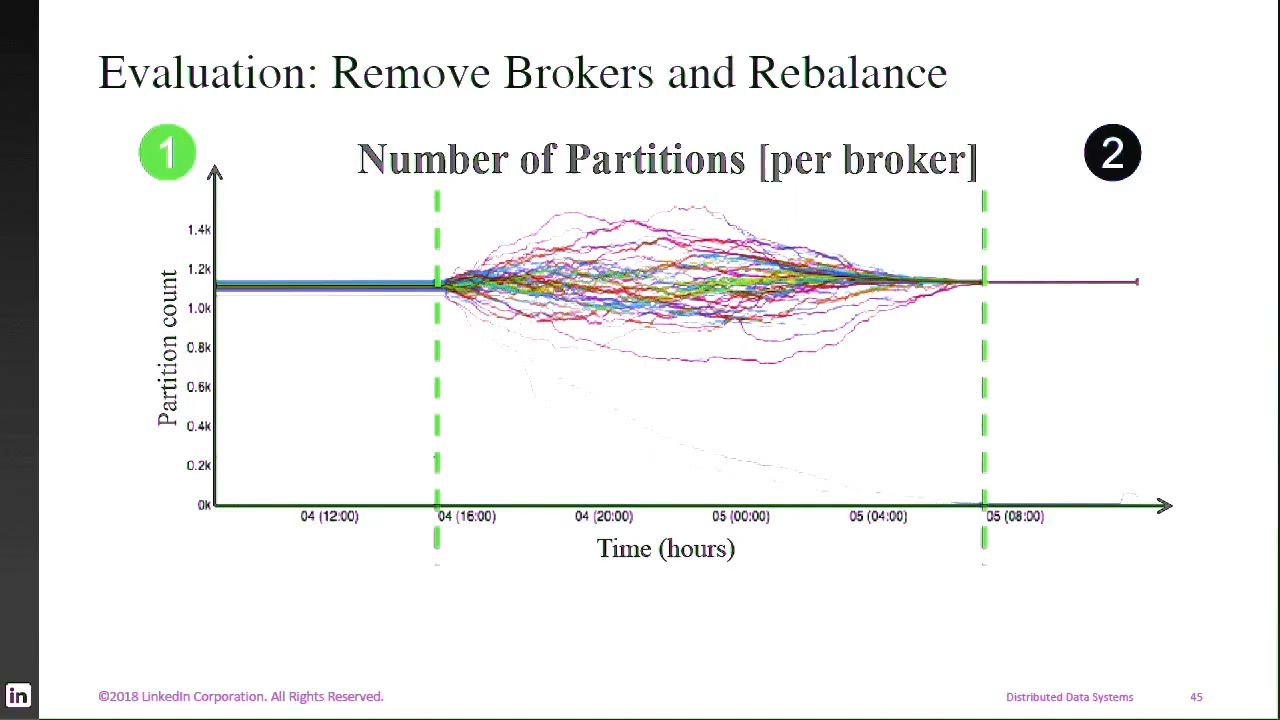 Evaluation: Remove Brokers and Rebalance
1
Number of Partitions [per broker]
2
Partition count
1.4k
1.2k
1.0k
0.8k
0.6k
0.4k
0.2k
0k
04 (12:00)
04 (16:00)
04 (20:00)
05 (00:00)
05 (04:00)
05 (08:00)
Time (hours)
in
©2018 LinkedIn Corporation. All Rights Reserved.
Distributed Data Systems
45